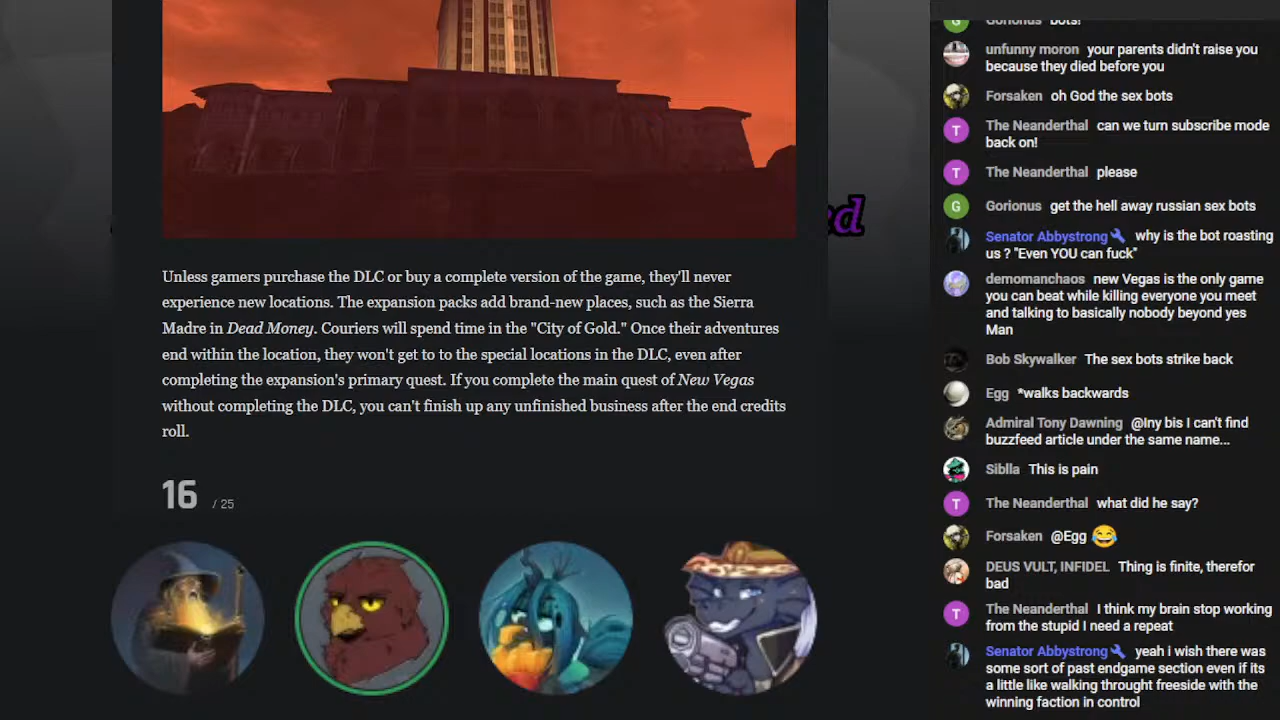 ed
Unless gamers purchase the DLC or buy a complete version of the game, they'll never
experience new locations. The expansion packs add brand-new places, such as the Sierra
Madre in Dead Money. Couriers will spend time in the "City of Gold." Once their adventures
end within the location, they won't get to to the special locations in the DLC, even after
completing the expansion's primary quest. If you complete the main quest of New Vegas
without completing the DLC, you can't finish up any unfinished business after the end credits
roll.
16 / 25
G Gorionus bots!
unfunny moron your parents didn't raise you
because they died before you
Forsaken oh God the sex bots
T The Neanderthal can we turn subscribe mode
back on!
T The Neanderthal please
G Gorionus get the hell away russian sex bots
Senator Abbystrong why is the bot roasting
us ? "Even YOU can fuck"
demomanchaos new Vegas is the only game
you can beat while killing everyone you meet
and talking to basically nobody beyond yes
Man
Bob Skywalker The sex bots strike back
Egg *walks backwards
Admiral Tony Dawning @Iny bis I can't find
buzzfeed article under the same name...
Siblla This is pain
T The Neanderthal what did he say?
Forsaken @Egg 😂
DEUS VULT, INFIDEL Thing is finite, therefor
bad
T The Neanderthal I think my brain stop working
from the stupid I need a repeat
Senator Abbystrong yeah i wish there was
some sort of past endgame section even if its
a little like walking throught freeside with the
winning faction in control